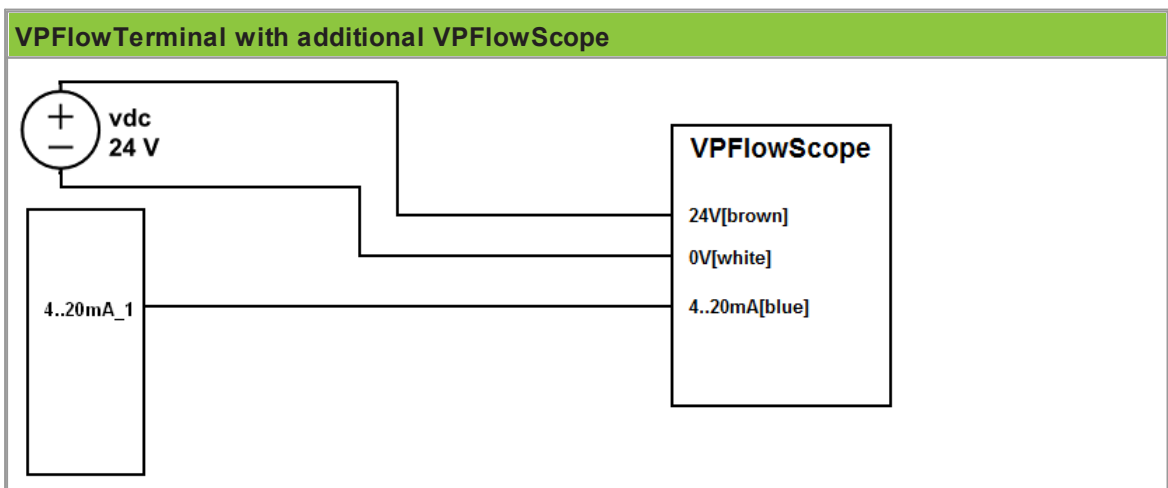 VPFlowTerminal with additional VPFlowScope
+
vdc
24 V
–
VPFlowScope
24V[brown]
0V[white]
4..20mA[blue]
4..20mA_1